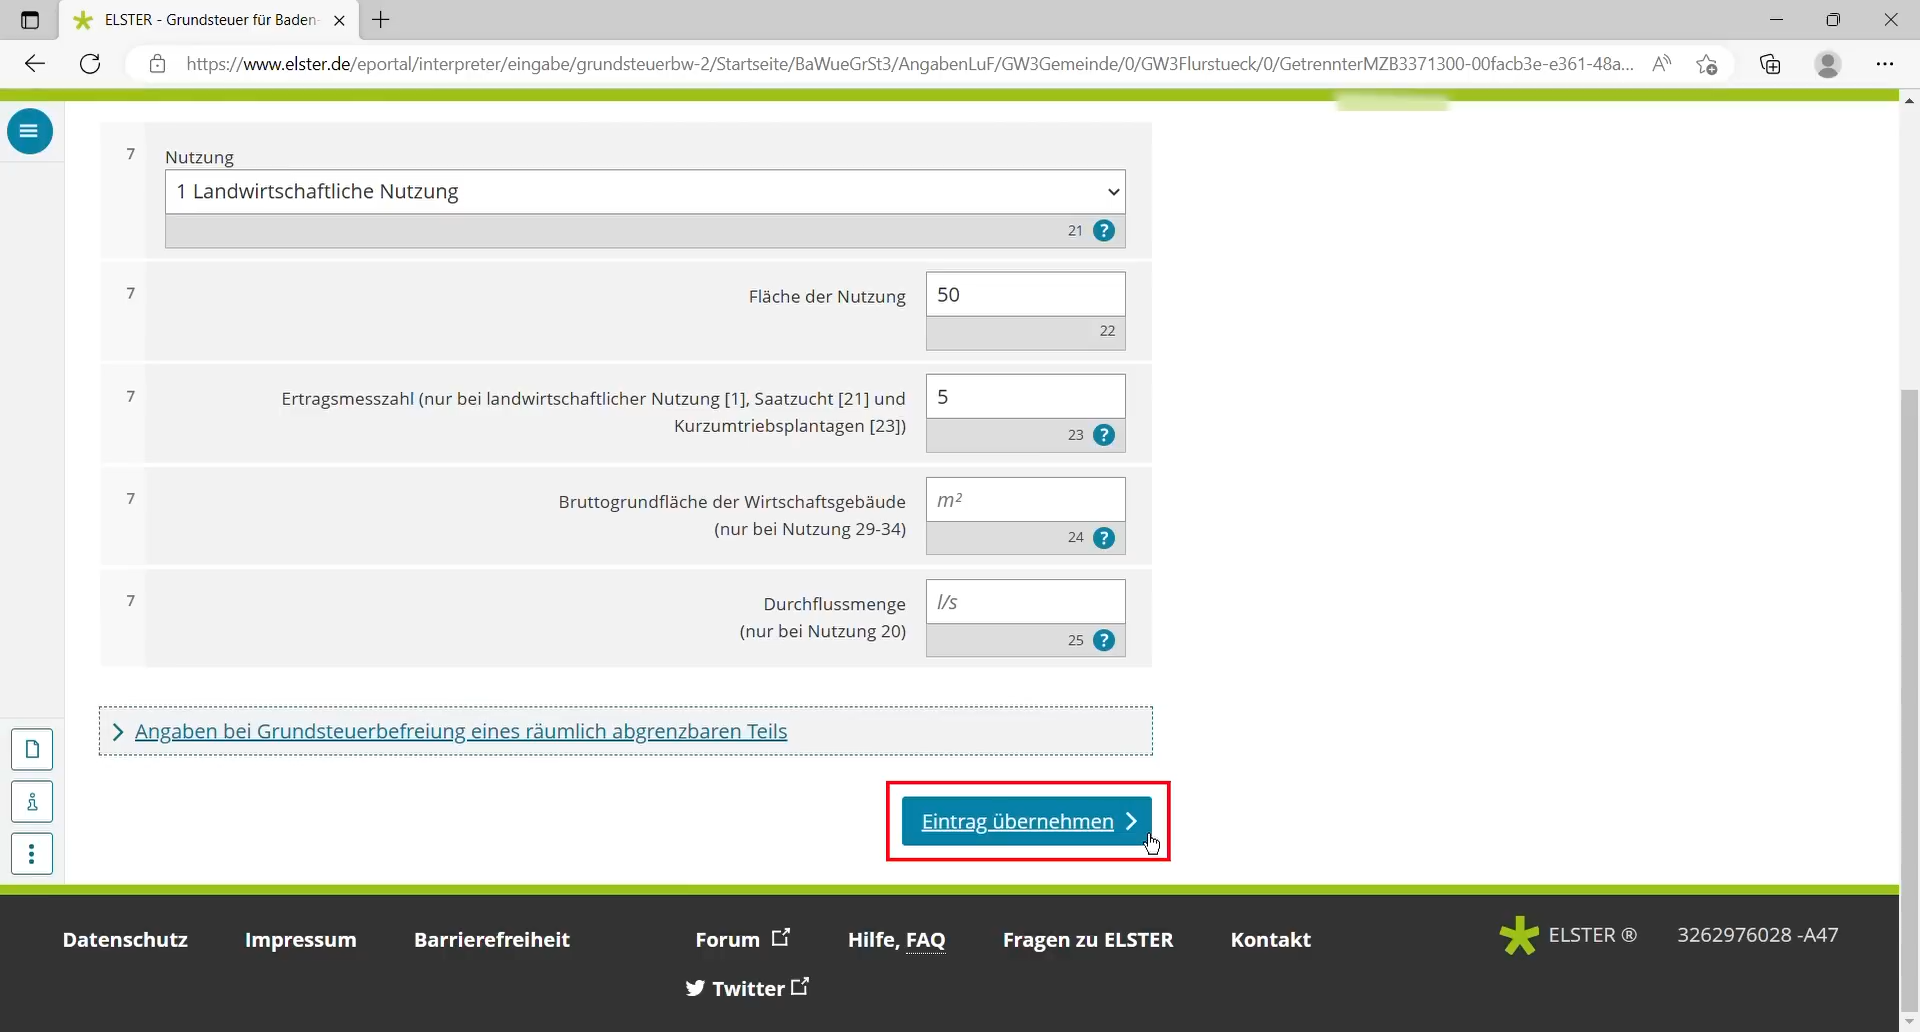 ELSTER - Grundsteuer für Baden-
https://www.elster.de/eportal/interpreter/eingabe/grundsteuerbw-2/Startseite/BaWueGrSt3/AngabenLuF/GW3Gemeinde/0/GW3Flurstueck/0/GetrennterMZB3371300-00facb3e-e361-48a...
7
Nutzung
1 Landwirtschaftliche Nutzung
21 ?
7
Fläche der Nutzung
50
22
7
Ertragsmesszahl (nur bei landwirtschaftlicher Nutzung [1], Saatzucht [21] und
Kurzumtriebsplantagen [23])
5
23 ?
7
Bruttogrundfläche der Wirtschaftsgebäude
(nur bei Nutzung 29-34)
m²
24 ?
7
Durchflussmenge
(nur bei Nutzung 20)
l/s
25 ?
Angaben bei Grundsteuerbefreiung eines räumlich abgrenzbaren Teils
Eintrag übernehmen
Datenschutz Impressum Barrierefreiheit Forum Hilfe, FAQ Fragen zu ELSTER Kontakt ELSTER ® 3262976028 -A47
Twitter